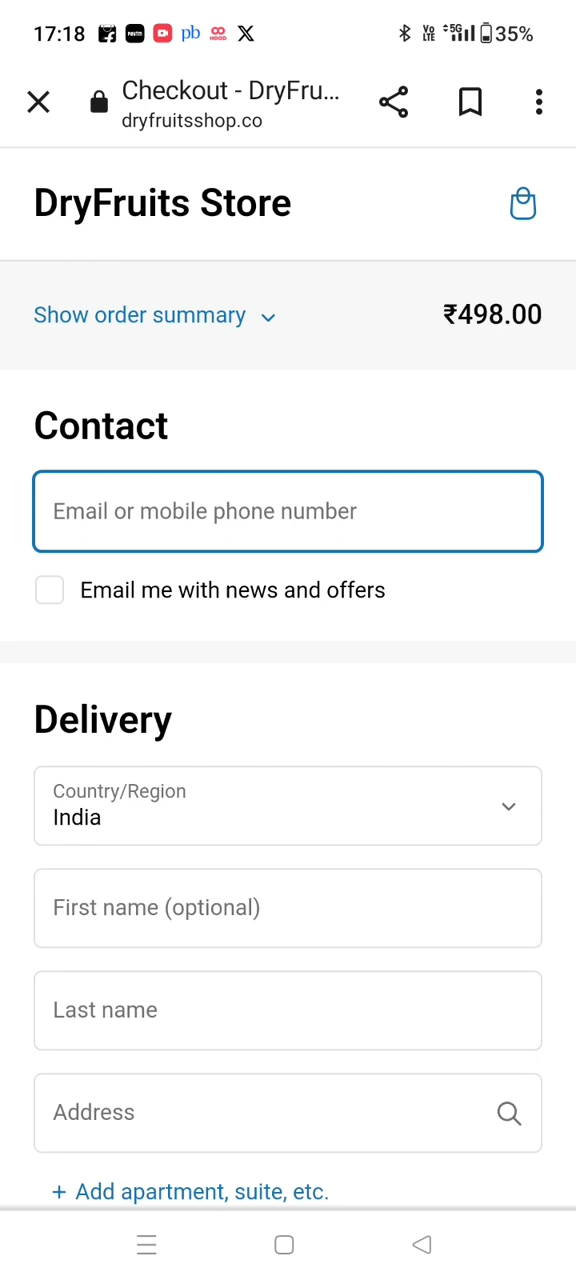 17:18 pb X 35%
Checkout - DryFru...
dryfruitsshop.co
DryFruits Store
Show order summary ₹498.00
Contact
Email or mobile phone number
Email me with news and offers
Delivery
Country/Region
India
First name (optional)
Last name
Address
+ Add apartment, suite, etc.